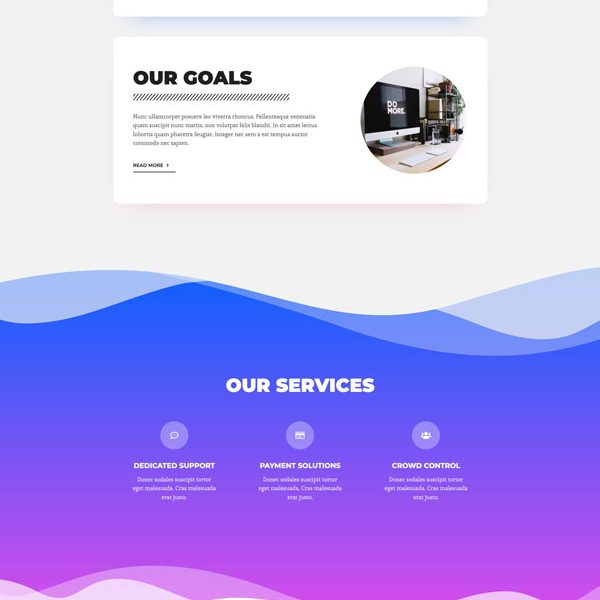 OUR GOALS
Nunc ullamcorper posuere leo viverra rhoncus. Pellentesque venenatis
quam suscipit nunc mattis, non volutpat felis blandit. In sit amet lectus
lobortis quam pharetra feugiat. Integer nec sem a est tempus auctor
commodo nec sapien.
READ MORE
DO
MORE.
OUR SERVICES
DEDICATED SUPPORT
Donec sodales suscipit tortor
eget malesuada. Cras malesuada
erat justo.
PAYMENT SOLUTIONS
Donec sodales suscipit tortor
eget malesuada. Cras malesuada
erat justo.
CROWD CONTROL
Donec sodales suscipit tortor
eget malesuada. Cras malesuada
erat justo.